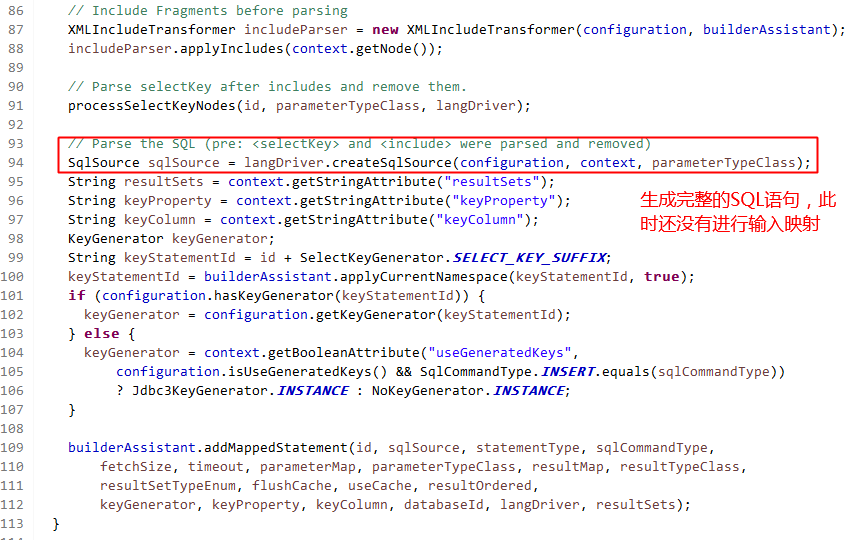 86 // Include Fragments before parsing
87 XMLIncludeTransformer includeParser = new XMLIncludeTransformer(configuration, builderAssistant);
88 includeParser.applyIncludes(context.getNode());
89
90 // Parse selectKey after includes and remove them.
91 processSelectKeyNodes(id, parameterTypeClass, langDriver);
92
93 // Parse the SQL (pre: <selectKey> and <include> were parsed and removed)
94 SqlSource sqlSource = langDriver.createSqlSource(configuration, context, parameterTypeClass);
95 String resultSets = context.getStringAttribute("resultSets");
96 String keyProperty = context.getStringAttribute("keyProperty");
97 String keyColumn = context.getStringAttribute("keyColumn");
生成完整的SQL语句，此
时还没有进行输入映射
98 KeyGenerator keyGenerator;
99 String keyStatementId = id + SelectKeyGenerator.SELECT_KEY_SUFFIX;
100 keyStatementId = builderAssistant.applyCurrentNamespace(keyStatementId, true);
101 if (configuration.hasKeyGenerator(keyStatementId)) {
102 keyGenerator = configuration.getKeyGenerator(keyStatementId);
103 } else {
104 keyGenerator = context.getBooleanAttribute("useGeneratedKeys",
105 configuration.isUseGeneratedKeys() && SqlCommandType.INSERT.equals(sqlCommandType))
106 ? Jdbc3KeyGenerator.INSTANCE : NoKeyGenerator.INSTANCE;
107 }
108
109 builderAssistant.addMappedStatement(id, sqlSource, statementType, sqlCommandType,
110 fetchSize, timeout, parameterMap, parameterTypeClass, resultMap, resultTypeClass,
111 resultSetTypeEnum, flushCache, useCache, resultOrdered,
112 keyGenerator, keyProperty, keyColumn, databaseId, langDriver, resultSets);
113 }